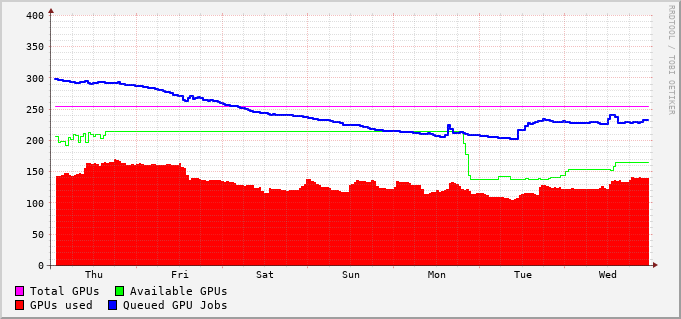 400
350
300
250
200
150
100
50
0
Thu Fri Sat Sun Mon Tue Wed
Total GPUs Available GPUs
GPUs used Queued GPU Jobs
RRDTOOL / TOBI OETIKER